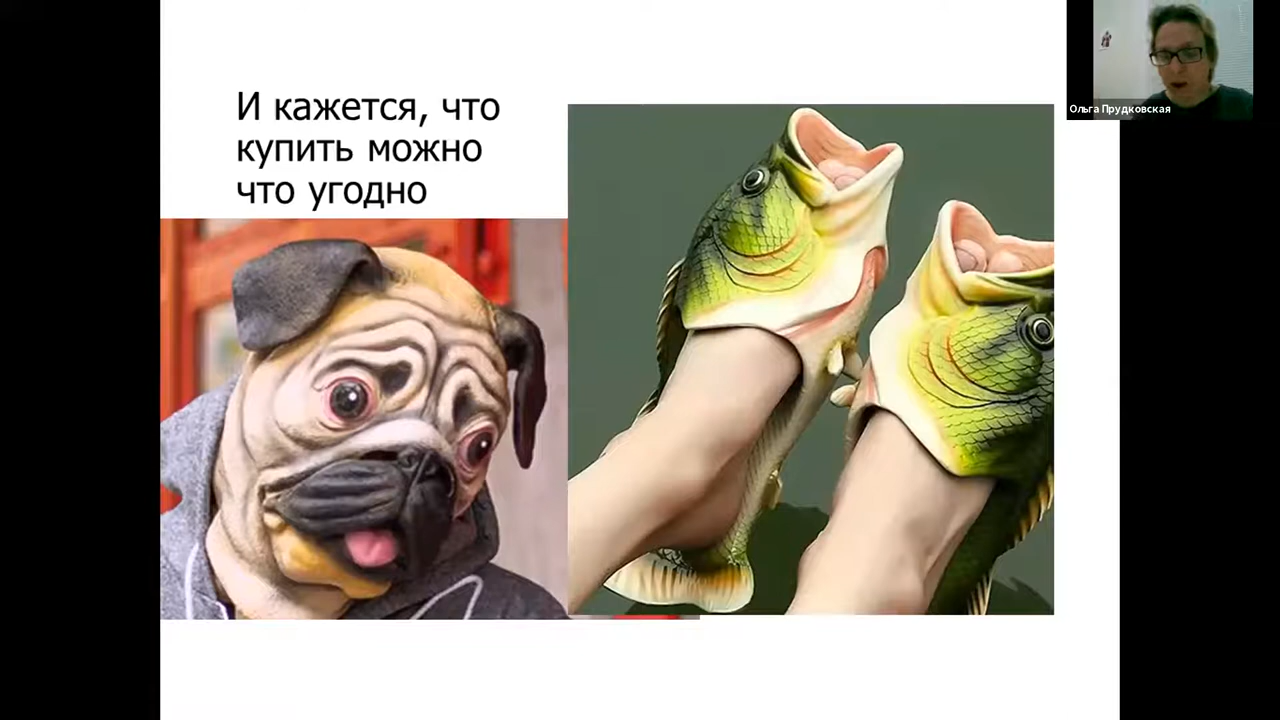 И кажется, что
купить можно
что угодно
Ольга Прудковская